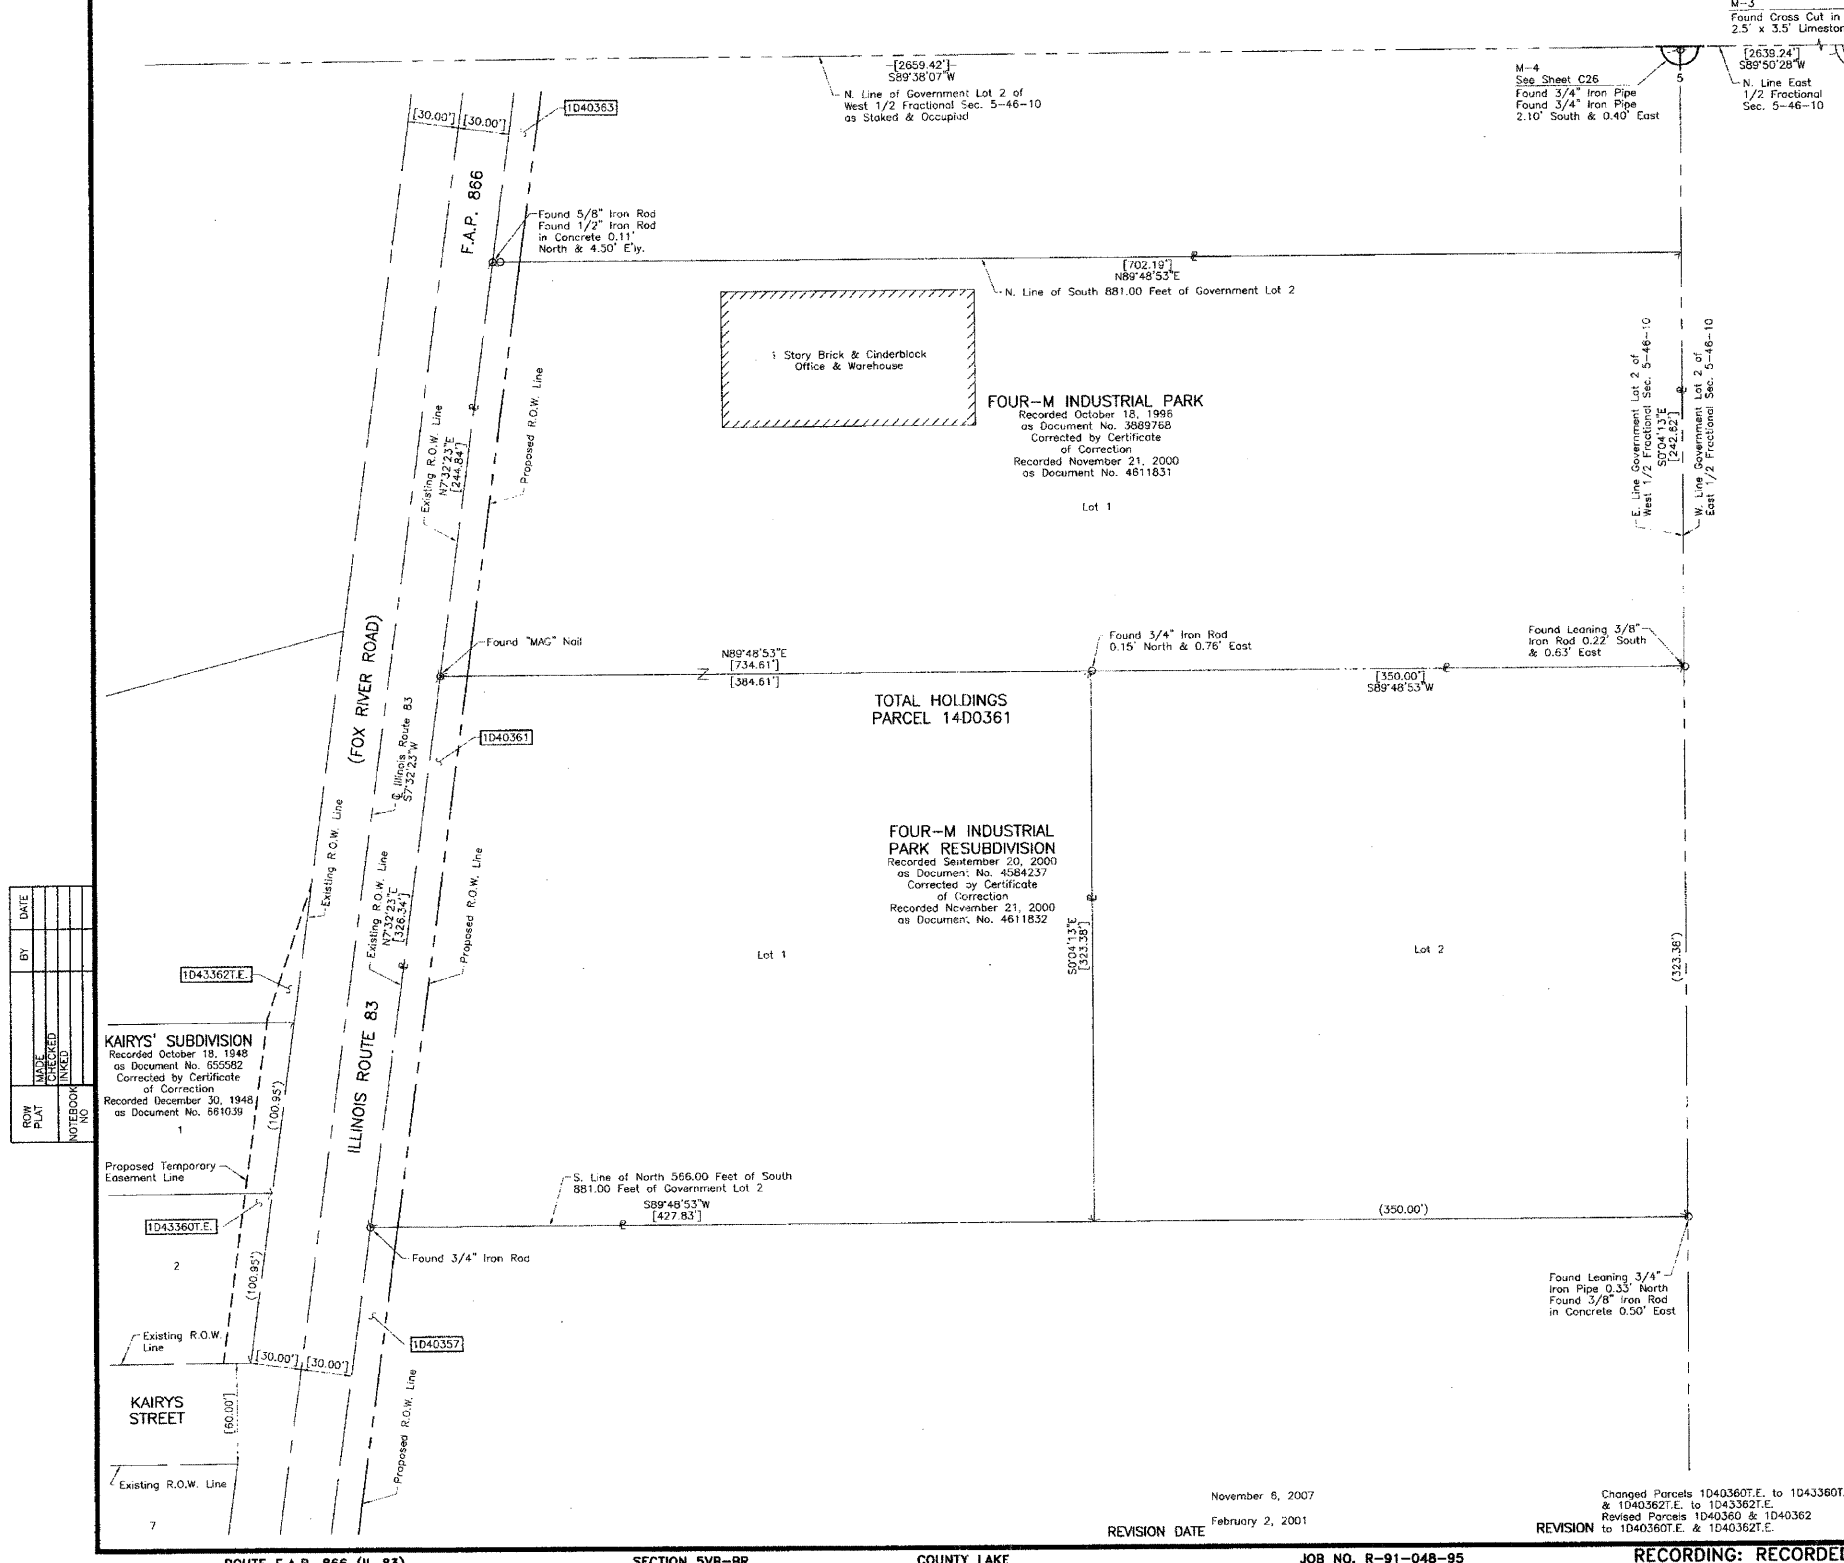 M-3
Found Cross Cut in
2.5' x 3.5'
[2659.42']
S89°38'07"W
N. Line of Government Lot 2 of
West 1/2 Fractional Sec. 5-46-10
as Staked & Occupied
M-4
See Sheet C26
Found 3/4" Iron Pipe
Found 3/4" Iron Pipe
2.10' South & 0.40' East
5
[2639.24']
S89°50'28"W
N. Line East
1/2 Fractional
Sec. 5-46-10
[30.00'] [30.00']
1D40363
F.A.P. 866
Found 5/8" Iron Rod
Found 1/2" Iron Rod
in Concrete 0.11'
North & 4.50' E'ly.
[702.19']
N89°48'53"E
N. Line of South 881.00 Feet of Government Lot 2
1 Story Brick & Cinderblock
Office & Warehouse
FOUR-M INDUSTRIAL PARK
Recorded October 18, 1996
as Document No. 3889768
Corrected by Certificate
of Correction
Recorded November 21, 2000
as Document No. 4611831
Lot 1
E. Line Government Lot 2 of
West 1/2 Fractional Sec. 5-46-10
S0°04'13"E
[242.62']
W. Line Government Lot 2 of
East 1/2 Fractional Sec. 5-46-10
Existing R.O.W. Line
N7°32'23"E
[244.84']
Proposed R.O.W. Line
Found "MAG" Nail
N89°48'53"E
[734.61']
[384.61']
Found 3/4" Iron Rod
0.15' North & 0.76' East
Found Leaning 3/8"
Iron Rod 0.22' South
& 0.63' East
[350.00']
S89°48'53"W
TOTAL HOLDINGS
PARCEL 14D0361
(FOX RIVER ROAD)
℄ Illinois Route 83
S7°32'23"W
1D40361
Existing R.O.W. Line
Existing R.O.W. Line
N7°32'23"E
[326.34']
Proposed R.O.W. Line
FOUR-M INDUSTRIAL
PARK RESUBDIVISION
Recorded September 20, 2000
as Document No. 4584237
Corrected by Certificate
of Correction
Recorded November 21, 2000
as Document No. 4611832
Lot 1
S0°04'13"E
[323.38']
Lot 2
(323.38')
DATE
BY
MADE
CHECKED
INKED
ROW
PLAT
NOTEBOOK
NO
1D43362T.E.
KAIRYS' SUBDIVISION
Recorded October 18, 1948
as Document No. 655582
Corrected by Certificate
of Correction
Recorded December 30, 1948
as Document No. 661039
1
(100.95')
ILLINOIS ROUTE 83
Proposed Temporary
Easement Line
1D43360T.E.
2
(100.95')
S. Line of North 566.00 Feet of South
881.00 Feet of Government Lot 2
S89°48'53"W
[427.83']
(350.00')
Found 3/4" Iron Rod
Found Leaning 3/4"
Iron Pipe 0.33' North
Found 3/8" Iron Rod
in Concrete 0.50' East
1D40357
Existing R.O.W.
Line
[30.00'] [30.00']
KAIRYS
STREET
[60.00']
Proposed R.O.W. Line
Existing R.O.W. Line
7
November 6, 2007
REVISION DATE February 2, 2001
Changed Parcels 1D40360T.E. to 1D43360T.
& 1D40362T.E. to 1D43362T.E.
Revised Parcels 1D40360 & 1D40362
REVISION to 1D40360T.E. & 1D40362T.E.
ROUTE F.A.P. 866 (IL 83) SECTION 5VB-BR COUNTY LAKE JOB NO. R-91-048-95 RECORDING: